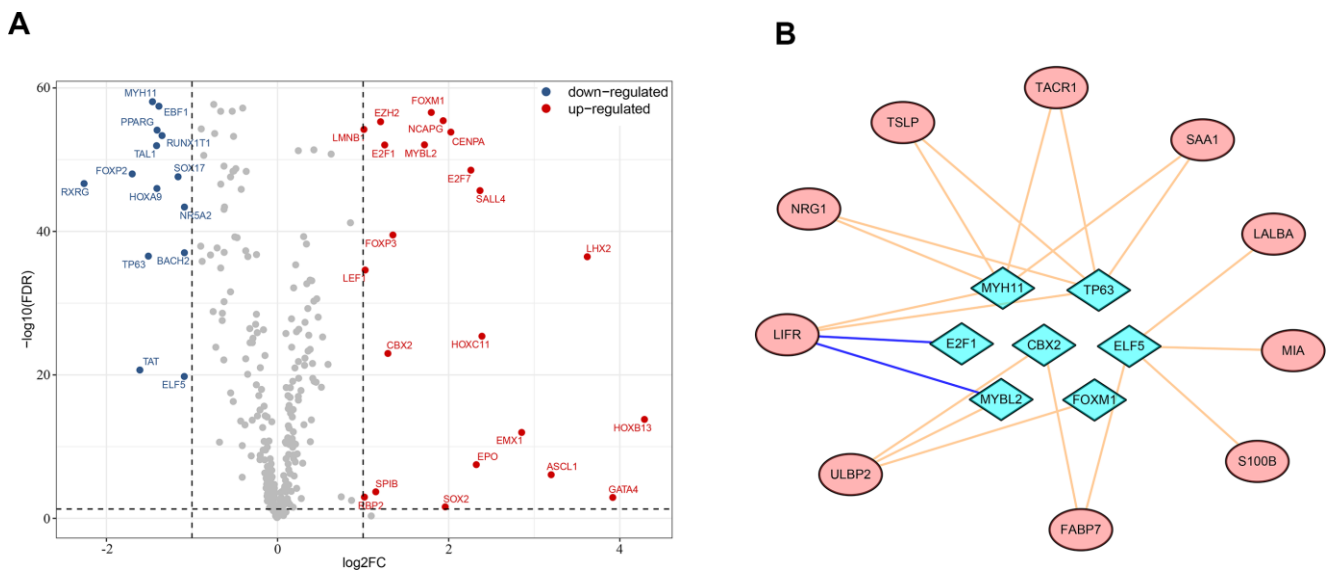 A
B
60
40
20
0
-2
0
2
4
−log10(FDR)
log2FC
down−regulated
up−regulated
MYH11
EBF1
PPARG
RUNX1T1
TAL1
FOXP2
SOX17
RXRG
HOXA9
NR5A2
TP63
BACH2
TAT
ELF5
FOXM1
EZH2
LMNB1
NCAPG
CENPA
E2F1
MYBL2
E2F7
SALL4
FOXP3
LHX2
LEF1
CBX2
HOXC11
HOXB13
EMX1
EPO
ASCL1
SPIB
RBP2
SOX2
GATA4
TACR1
TSLP
SAA1
NRG1
LALBA
MYH11
TP63
LIFR
E2F1
CBX2
ELF5
MIA
MYBL2
FOXM1
ULBP2
S100B
FABP7